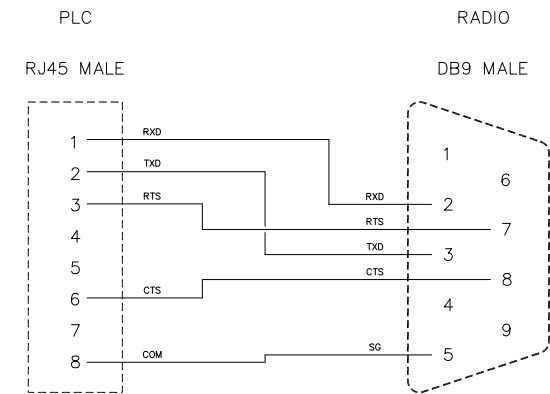 PLC RADIO
RJ45 MALE DB9 MALE
1 RXD 1
2 TXD 6
3 RTS RXD 2
4 RTS 7
5 TXD 3
6 CTS CTS 8
7 4 9
8 COM SG 5